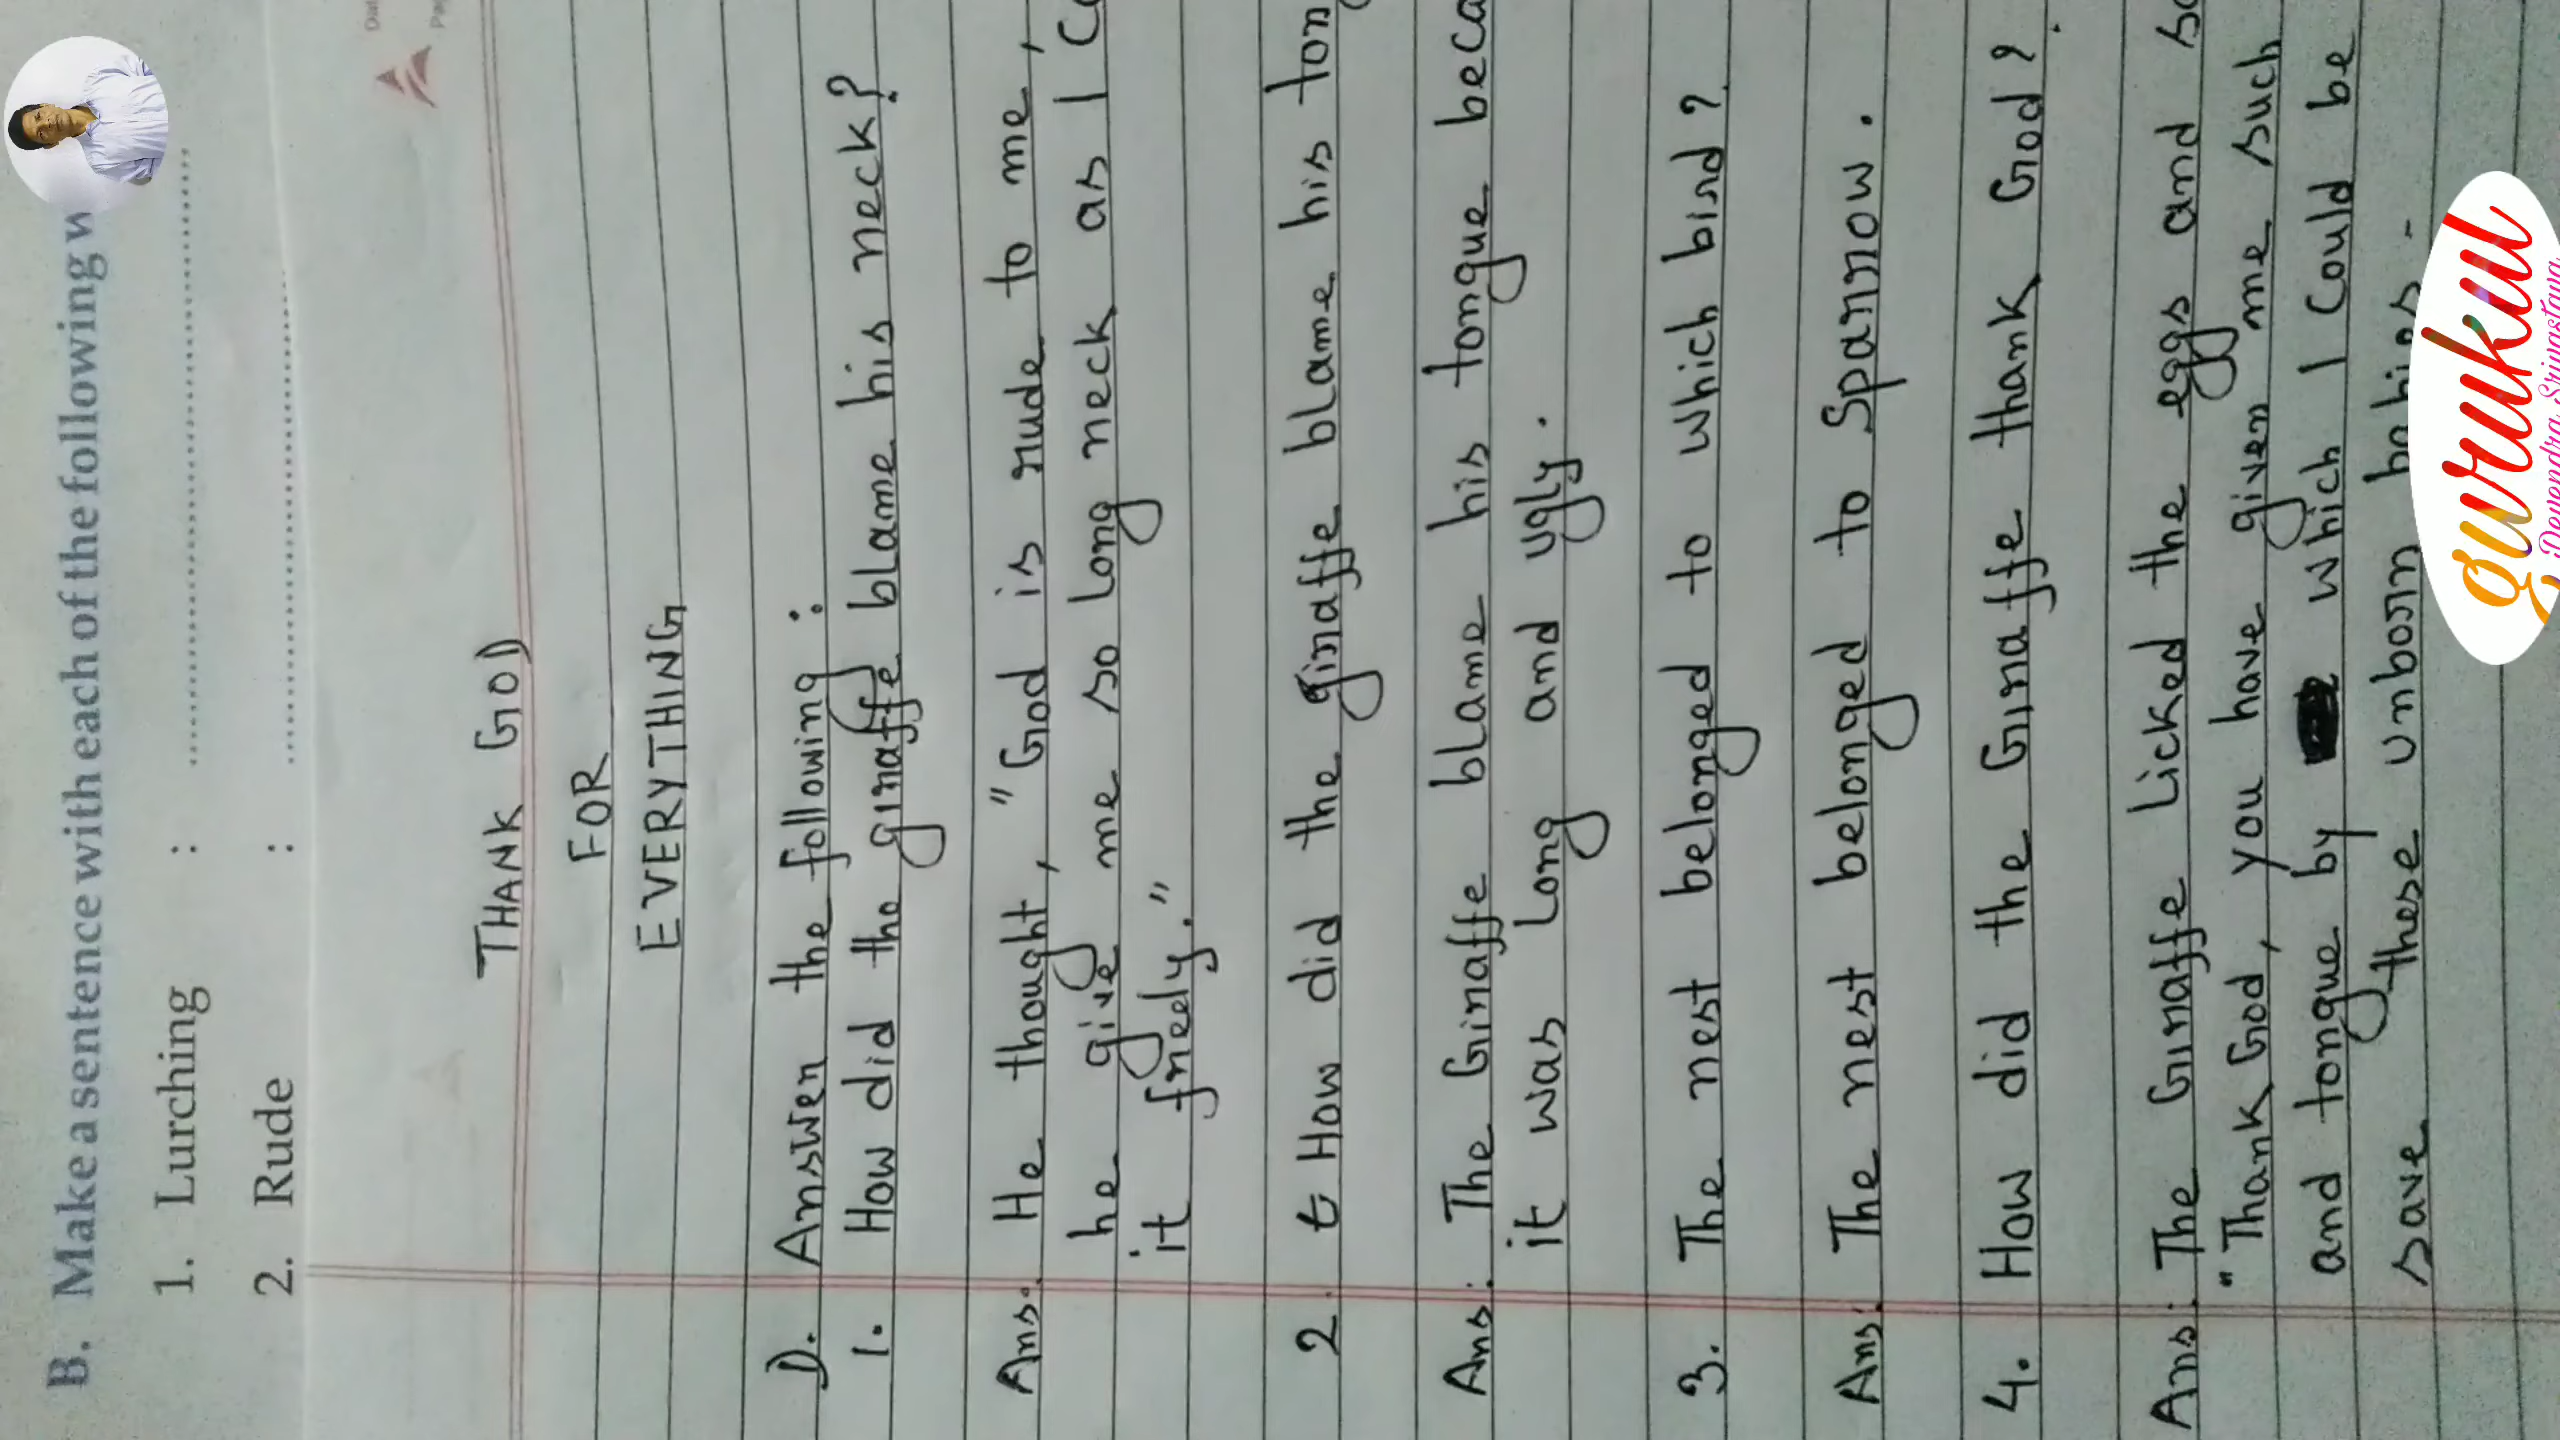 B. Make a sentence with each of the following w
1. Lurching : ........
2. Rude : ........
THANK GOD
FOR
EVERYTHING
D. Answer the following :
1. How did the giraffe blame his neck?
Ans. He thought, "God is rude to me,
he give me so long neck as I
it freely."
2. t How did the giraffe blame his
Ans: The Giraffe blame his tongue
it was long and ugly.
3. The nest belonged to which bird?
Ans. The nest belonged to Sparrow.
4. How did the Giraffe thank God?
Ans: The Giraffe Licked the eggs and
"Thank God, you have given me such
and tongue by which I could be
save these unborn babies.
gurukul
Devendra Srivastava